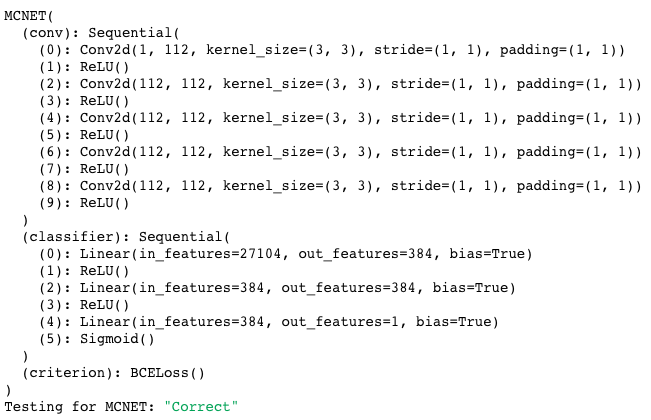 MCNET(
  (conv): Sequential(
    (0): Conv2d(1, 112, kernel_size=(3, 3), stride=(1, 1), padding=(1, 1))
    (1): ReLU()
    (2): Conv2d(112, 112, kernel_size=(3, 3), stride=(1, 1), padding=(1, 1))
    (3): ReLU()
    (4): Conv2d(112, 112, kernel_size=(3, 3), stride=(1, 1), padding=(1, 1))
    (5): ReLU()
    (6): Conv2d(112, 112, kernel_size=(3, 3), stride=(1, 1), padding=(1, 1))
    (7): ReLU()
    (8): Conv2d(112, 112, kernel_size=(3, 3), stride=(1, 1), padding=(1, 1))
    (9): ReLU()
  )
  (classifier): Sequential(
    (0): Linear(in_features=27104, out_features=384, bias=True)
    (1): ReLU()
    (2): Linear(in_features=384, out_features=384, bias=True)
    (3): ReLU()
    (4): Linear(in_features=384, out_features=1, bias=True)
    (5): Sigmoid()
  )
  (criterion): BCELoss()
)
Testing for MCNET: "Correct"